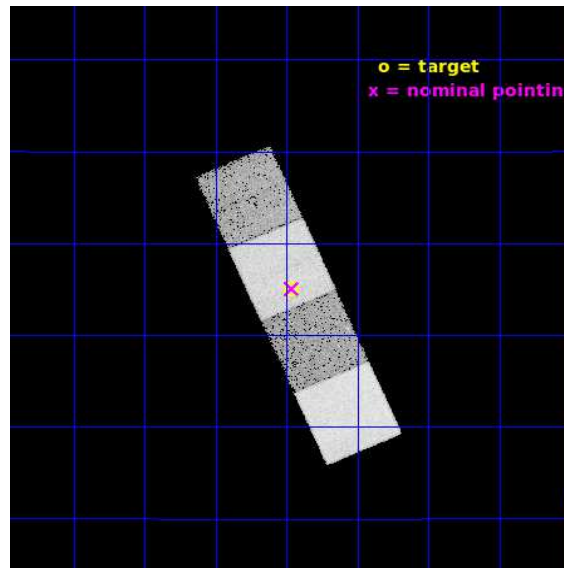 o = target
x = nominal pointin